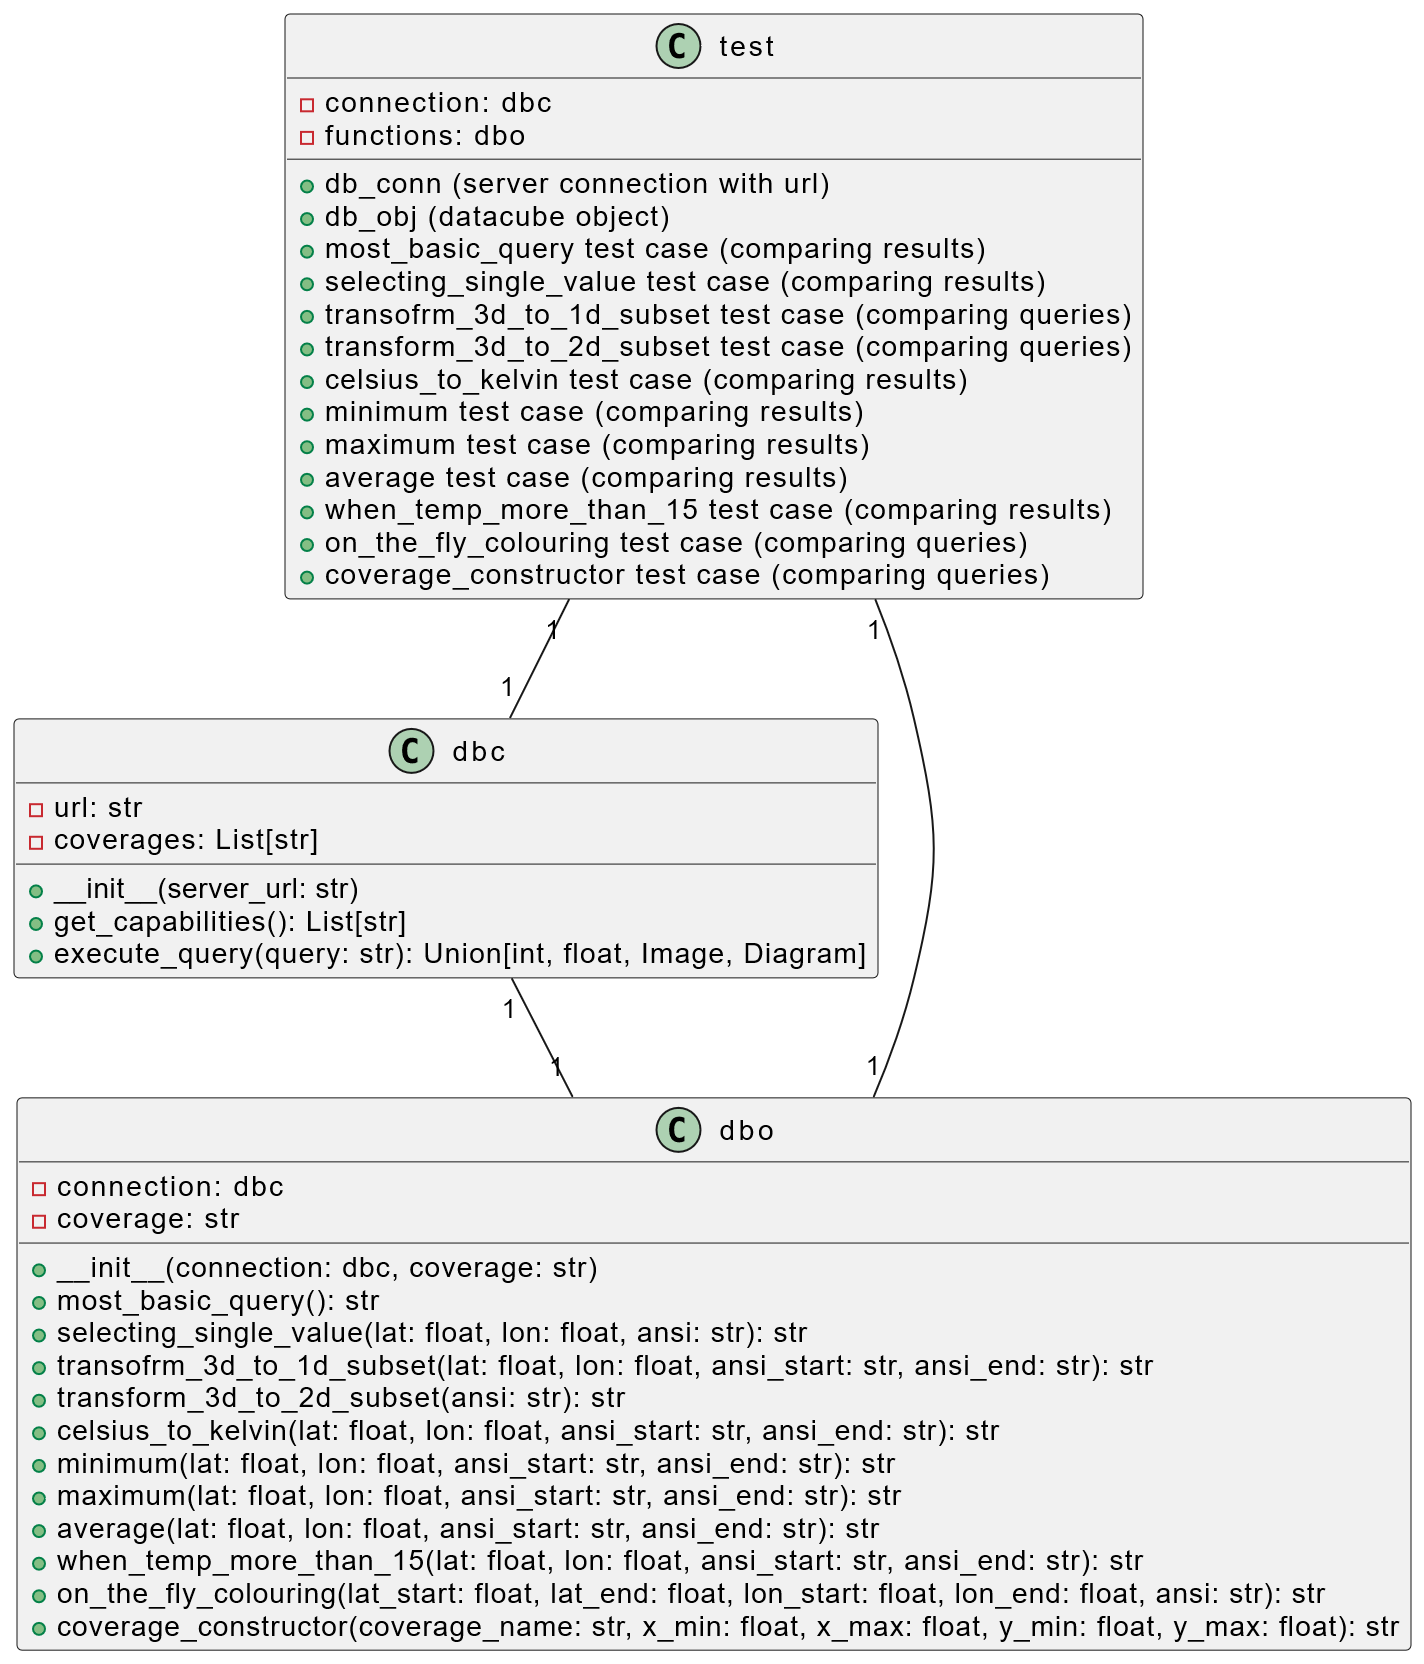 C test
connection: dbc
functions: dbo
db_conn (server connection with url)
db_obj (datacube object)
most_basic_query test case (comparing results)
selecting_single_value test case (comparing results)
transofrm_3d_to_1d_subset test case (comparing queries)
transform_3d_to_2d_subset test case (comparing queries)
celsius_to_kelvin test case (comparing results)
minimum test case (comparing results)
maximum test case (comparing results)
average test case (comparing results)
when_temp_more_than_15 test case (comparing results)
on_the_fly_colouring test case (comparing queries)
coverage_constructor test case (comparing queries)
1 1
1
C dbc
url: str
coverages: List[str]
__init__(server_url: str)
get_capabilities(): List[str]
execute_query(query: str): Union[int, float, Image, Diagram]
1
1 1
C dbo
connection: dbc
coverage: str
__init__(connection: dbc, coverage: str)
most_basic_query(): str
selecting_single_value(lat: float, lon: float, ansi: str): str
transofrm_3d_to_1d_subset(lat: float, lon: float, ansi_start: str, ansi_end: str): str
transform_3d_to_2d_subset(ansi: str): str
celsius_to_kelvin(lat: float, lon: float, ansi_start: str, ansi_end: str): str
minimum(lat: float, lon: float, ansi_start: str, ansi_end: str): str
maximum(lat: float, lon: float, ansi_start: str, ansi_end: str): str
average(lat: float, lon: float, ansi_start: str, ansi_end: str): str
when_temp_more_than_15(lat: float, lon: float, ansi_start: str, ansi_end: str): str
on_the_fly_colouring(lat_start: float, lat_end: float, lon_start: float, lon_end: float, ansi: str): str
coverage_constructor(coverage_name: str, x_min: float, x_max: float, y_min: float, y_max: float): str